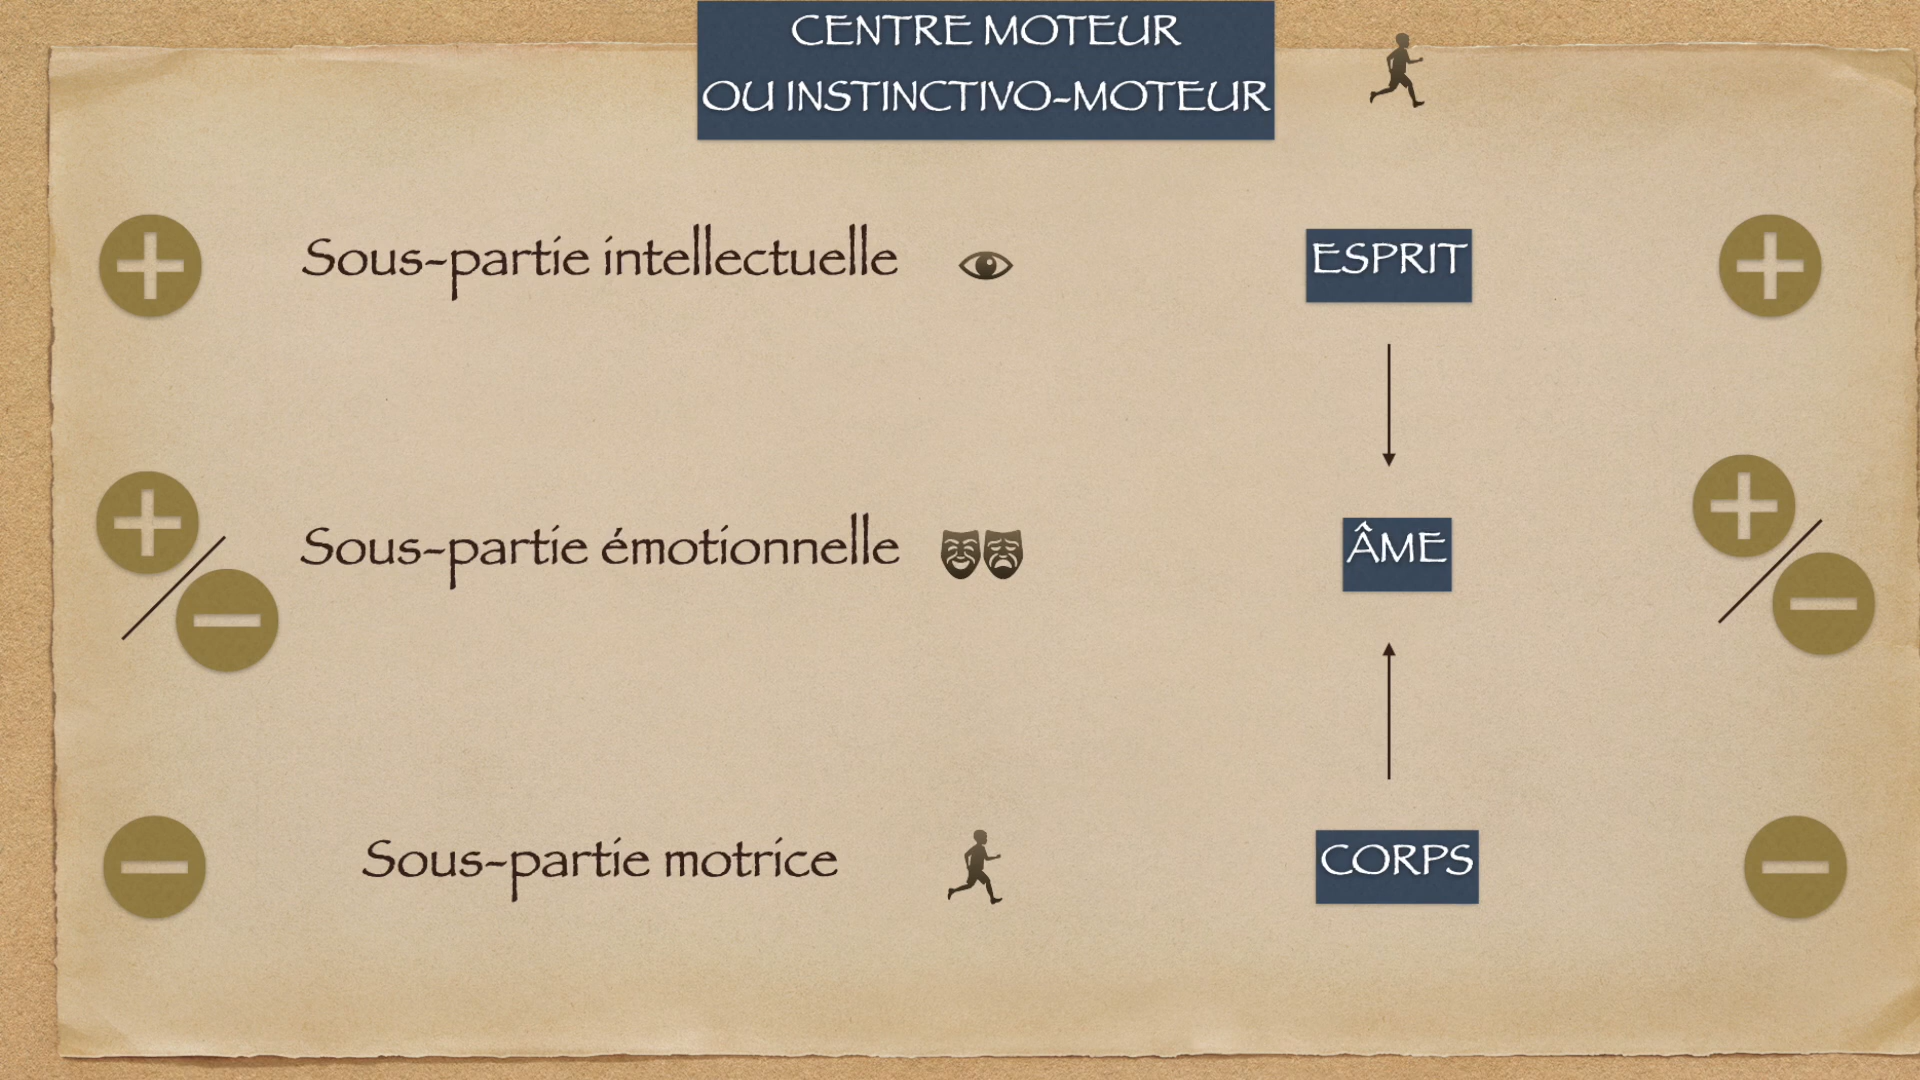 CENTRE MOTEUR
OU INSTINCTIVO-MOTEUR
Sous-partie intellectuelle
ESPRIT
Sous-partie émotionnelle
ÂME
Sous-partie motrice
CORPS